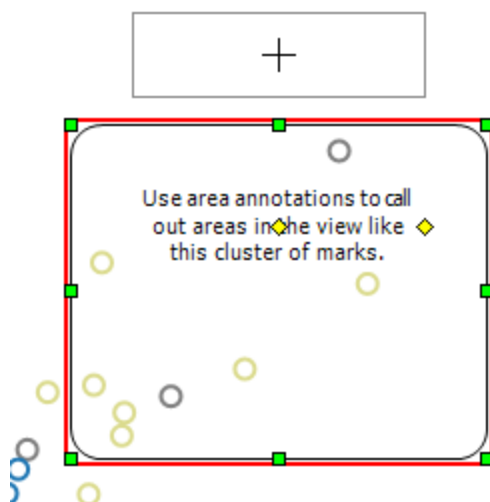 Use area annotations to call
out areas in the view like
this cluster of marks.